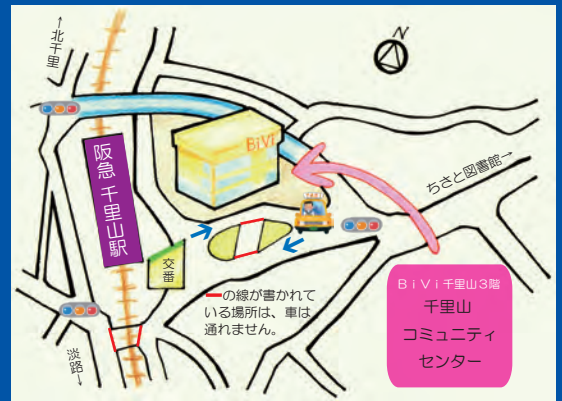 ←北千里
N
BiVi
阪急 千里山駅
ちさと図書館→
交番
ーの線が書かれて
いる場所は、車は
通れません。
BiVi千里山3階
千里山
コミュニティ
センター
淡路→